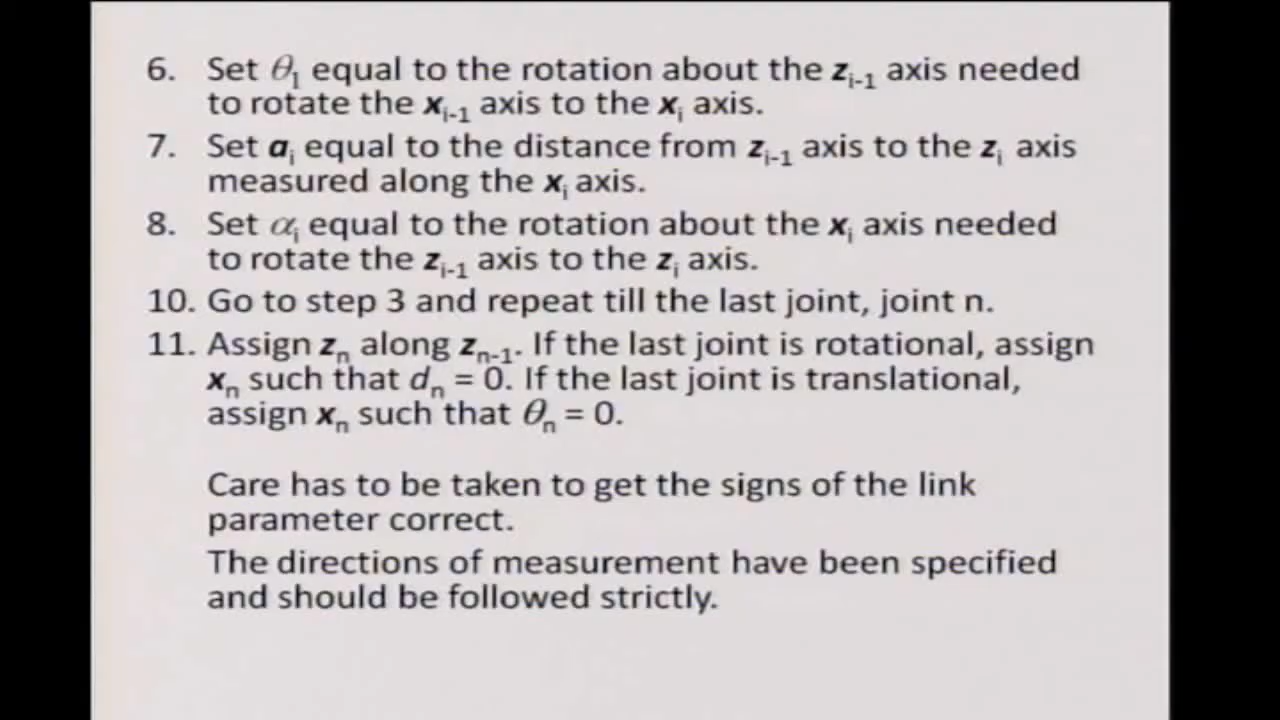 6. Set θ₁ equal to the rotation about the zᵢ₋₁ axis needed
to rotate the xᵢ₋₁ axis to the xᵢ axis.
7. Set aᵢ equal to the distance from zᵢ₋₁ axis to the zᵢ axis
measured along the xᵢ axis.
8. Set αᵢ equal to the rotation about the xᵢ axis needed
to rotate the zᵢ₋₁ axis to the zᵢ axis.
10. Go to step 3 and repeat till the last joint, joint n.
11. Assign zₙ along zₙ₋₁. If the last joint is rotational, assign
xₙ such that dₙ = 0. If the last joint is translational,
assign xₙ such that θₙ = 0.
Care has to be taken to get the signs of the link
parameter correct.
The directions of measurement have been specified
and should be followed strictly.